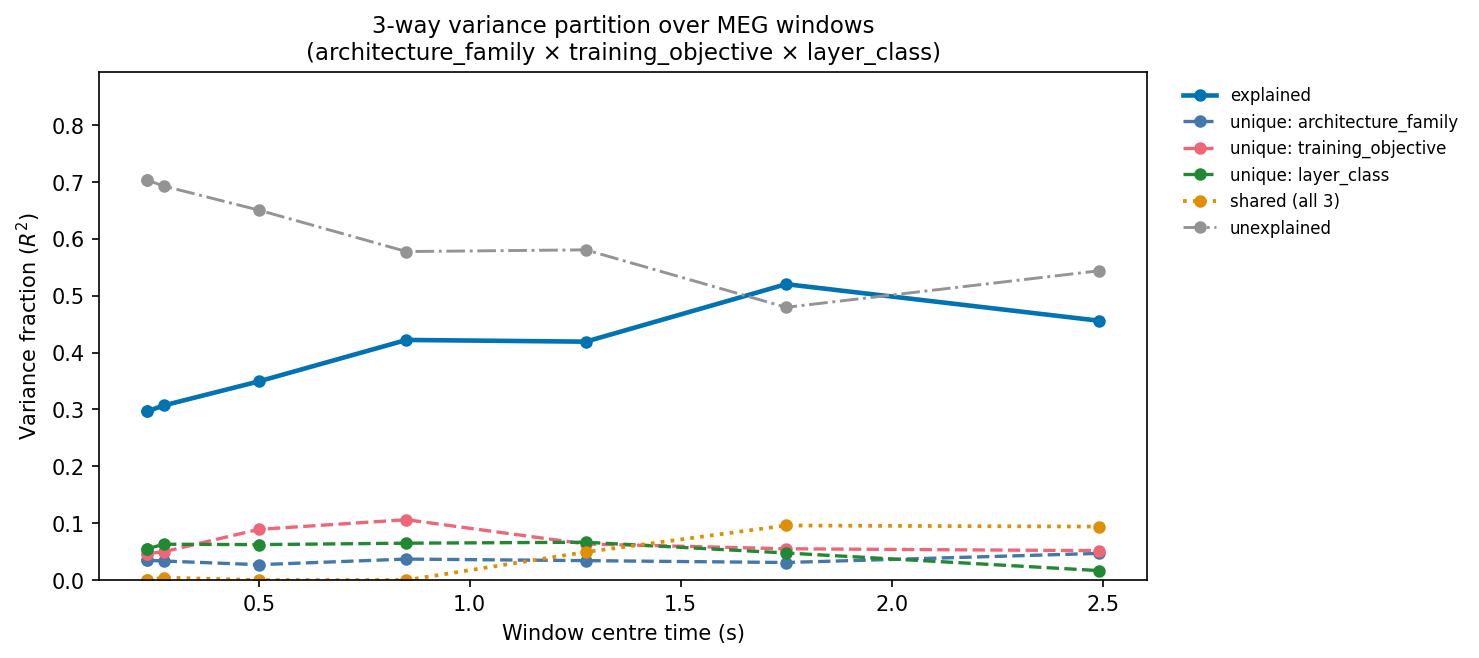 3-way variance partition over MEG windows
(architecture_family × training_objective × layer_class)
Variance fraction (R²)
0.8
0.7
0.6
0.5
0.4
0.3
0.2
0.1
0.0
0.5
1.0
1.5
2.0
2.5
Window centre time (s)
explained
unique: architecture_family
unique: training_objective
unique: layer_class
shared (all 3)
unexplained